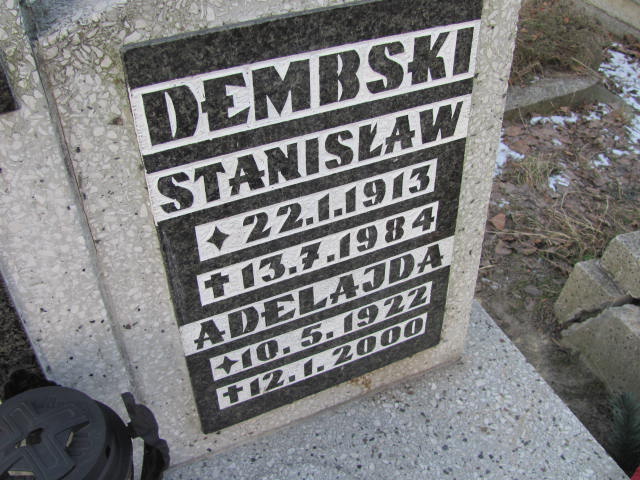 DEMBSKI
STANISŁAW
✦ 22.1.1913
✝ 13.7.1984
ADELAJDA
✦ 10.5.1922
✝ 12.1.2000